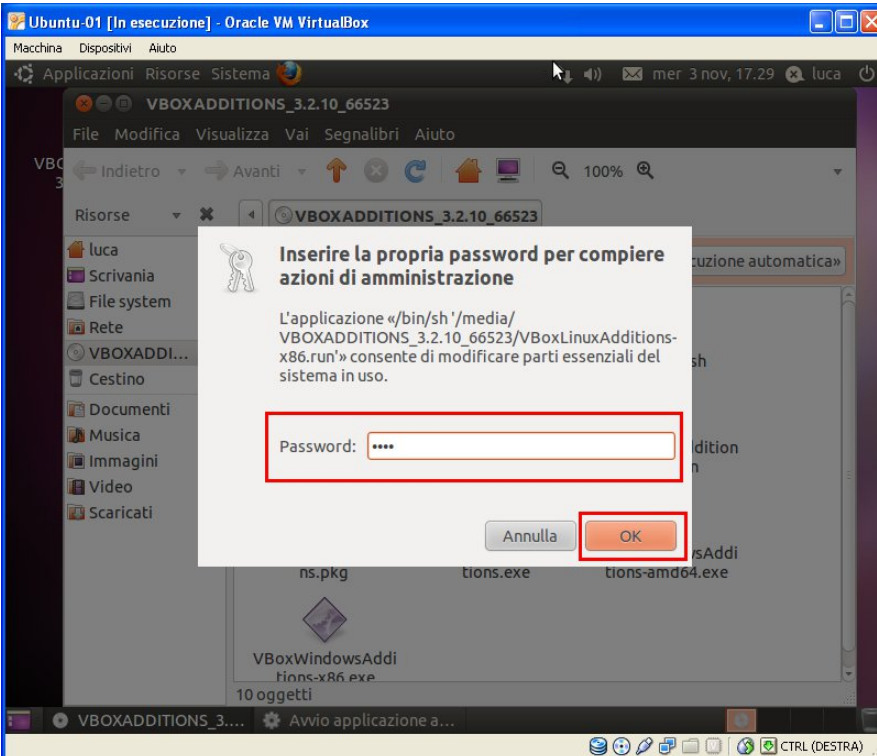 Ubuntu-01 [In esecuzione] - Oracle VM VirtualBox
Macchina Dispositivi Aiuto
Applicazioni Risorse Sistema mer 3 nov, 17.29 luca
VBOXADDITIONS_3.2.10_66523
File Modifica Visualizza Vai Segnalibri Aiuto
Indietro Avanti 100%
Risorse VBOXADDITIONS_3.2.10_66523
luca
Scrivania
File system
Rete
VBOXADDI...
Cestino
Documenti
Musica
Immagini
Video
Scaricati
cuzione automatica»
Inserire la propria password per compiere
azioni di amministrazione
L'applicazione «/bin/sh '/media/
VBOXADDITIONS_3.2.10_66523/VBoxLinuxAdditions-
x86.run'» consente di modificare parti essenziali del
sistema in uso.
Password: ••••
Annulla OK
ns.pkg tions.exe tions-amd64.exe
VBoxWindowsAddi
tions-x86.exe
10 oggetti
VBOXADDITIONS_3.... Avvio applicazione a...
CTRL (DESTRA)